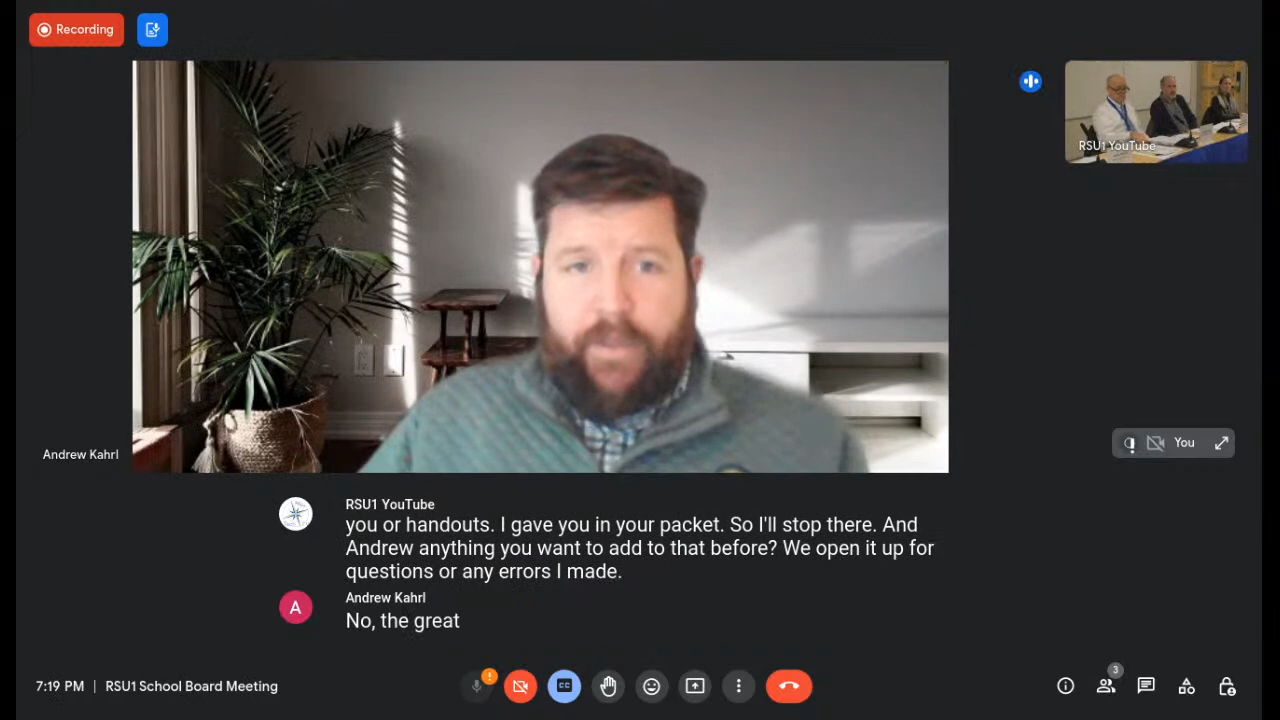 Recording
RSU1 YouTube
Andrew Kahrl
You
RSU1 YouTube
you or handouts. I gave you in your packet. So I'll stop there. And
Andrew anything you want to add to that before? We open it up for
questions or any errors I made.
A
Andrew Kahrl
No, the great
7:19 PM | RSU1 School Board Meeting
!
CC
3